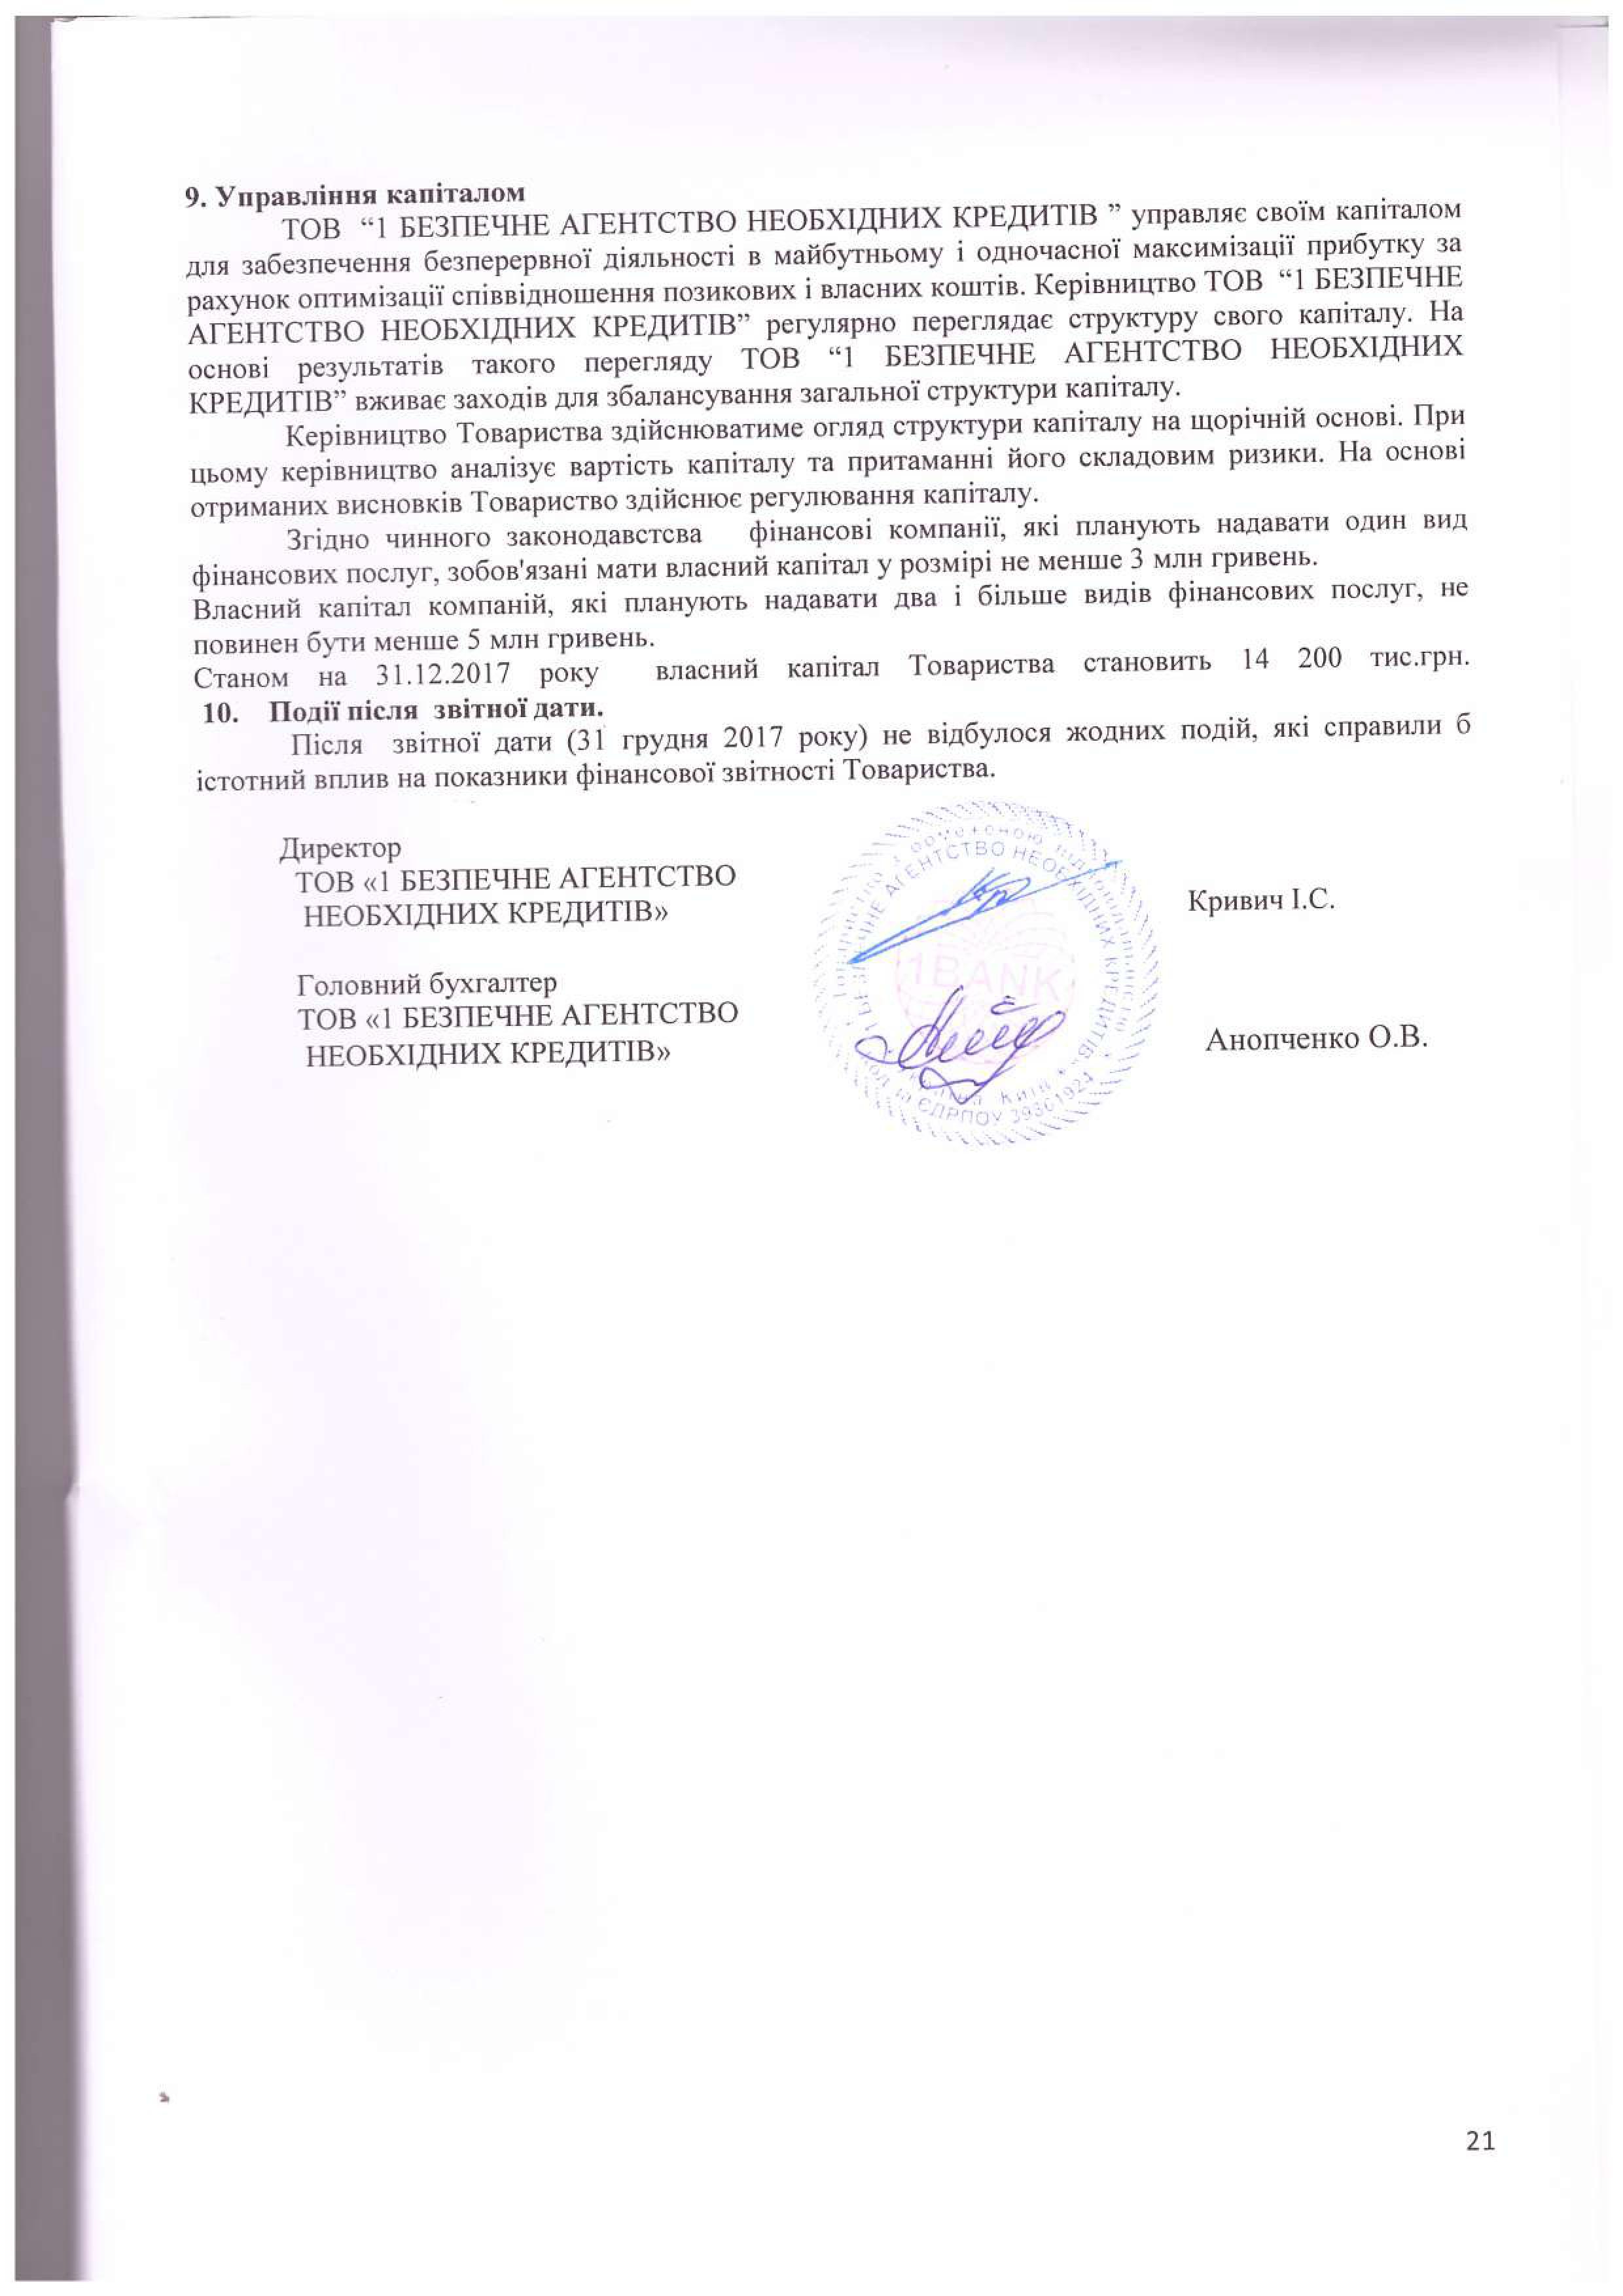 9. Управління капіталом
ТОВ “1 БЕЗПЕЧНЕ АГЕНТСТВО НЕОБХІДНИХ КРЕДИТІВ ” управляє своїм капіталом
для забезпечення безперервної діяльності в майбутньому і одночасної максимізації прибутку за
рахунок оптимізації співвідношення позикових і власних коштів. Керівництво ТОВ “1 БЕЗПЕЧНЕ
АГЕНТСТВО НЕОБХІДНИХ КРЕДИТІВ” регулярно переглядає структуру свого капіталу. На
основі результатів такого перегляду ТОВ “1 БЕЗПЕЧНЕ АГЕНТСТВО НЕОБХІДНИХ
КРЕДИТІВ” вживає заходів для збалансування загальної структури капіталу.
Керівництво Товариства здійснюватиме огляд структури капіталу на щорічній основі. При
цьому керівництво аналізує вартість капіталу та притаманні його складовим ризики. На основі
отриманих висновків Товариство здійснює регулювання капіталу.
Згідно чинного законодавстсва фінансові компанії, які планують надавати один вид
фінансових послуг, зобов'язані мати власний капітал у розмірі не менше 3 млн гривень.
Власний капітал компаній, які планують надавати два і більше видів фінансових послуг, не
повинен бути менше 5 млн гривень.
Станом на 31.12.2017 року власний капітал Товариства становить 14 200 тис.грн.
10. Події після звітної дати.
Після звітної дати (31 грудня 2017 року) не відбулося жодних подій, які справили б
істотний вплив на показники фінансової звітності Товариства.
Директор
ТОВ «1 БЕЗПЕЧНЕ АГЕНТСТВО
НЕОБХІДНИХ КРЕДИТІВ»
Кривич І.С.
Головний бухгалтер
ТОВ «1 БЕЗПЕЧНЕ АГЕНТСТВО
НЕОБХІДНИХ КРЕДИТІВ»
Анопченко О.В.
АГЕНТСТВО НЕОБХІДНИХ КРЕДИТІВ
1BANK
Київ
ЄДРПОУ
21